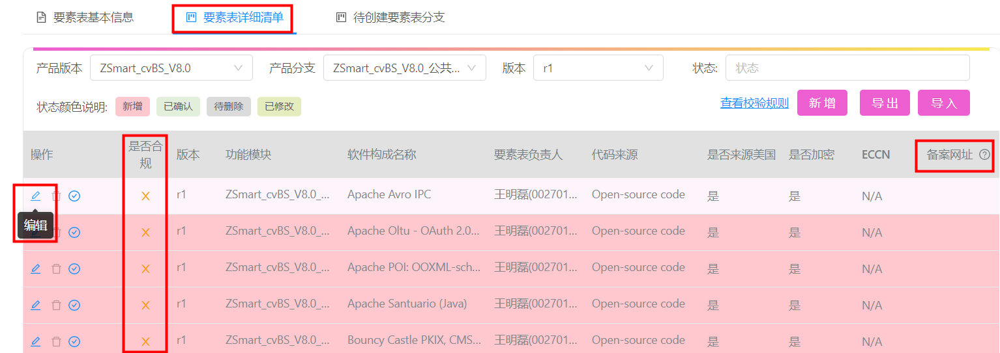 要素表基本信息 要素表详细清单 待创建要素表分支
产品版本 ZSmart_cvBS_V8.0 产品分支 ZSmart_cvBS_V8.0_公共... 版本 r1 状态: 状态
状态颜色说明: 新增 已确认 待删除 已修改 查看校验规则 新增 导出 导入
操作 是否合规 版本 功能模块 软件构成名称 要素表负责人 代码来源 是否来源美国 是否加密 ECCN 备案网址
X r1 ZSmart_cvBS_V8.0_... Apache Avro IPC 王明磊(002701... Open-source code 是 是 N/A
编辑
X r1 ZSmart_cvBS_V8.0_... Apache Oltu - OAuth 2.0... 王明磊(002701... Open-source code 是 是 N/A
X r1 ZSmart_cvBS_V8.0_... Apache POI: OOXML-sch... 王明磊(002701... Open-source code 是 是 N/A
X r1 ZSmart_cvBS_V8.0_... Apache Santuario (Java) 王明磊(002701... Open-source code 是 是 N/A
X r1 ZSmart_cvBS_V8.0_... Bouncy Castle PKIX, CMS... 王明磊(002701... Open-source code 是 是 N/A